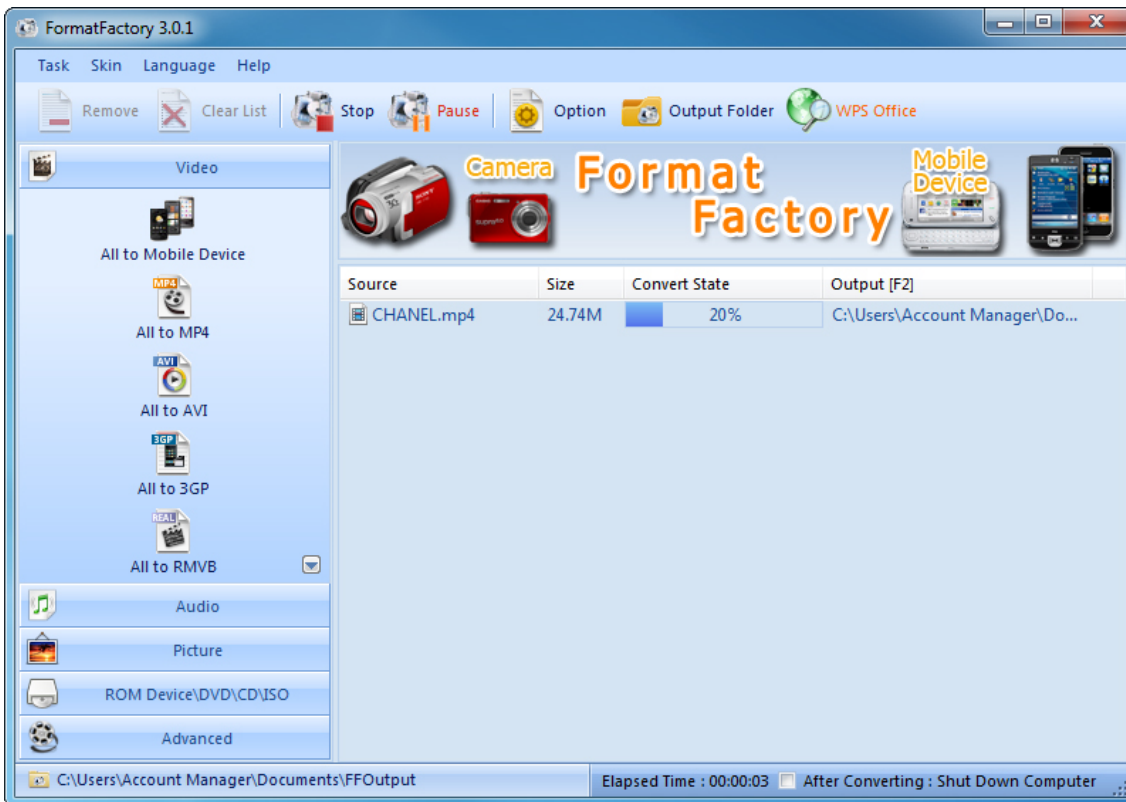 FormatFactory 3.0.1
Task Skin Language Help
Remove Clear List Stop Pause Option Output Folder WPS Office
Video
All to Mobile Device
MP4
All to MP4
AVI
All to AVI
3GP
All to 3GP
REAL
All to RMVB
Audio
Picture
ROM Device\DVD\CD\ISO
Advanced
Camera
Format
Factory
Mobile
Device
Source Size Convert State Output [F2]
CHANEL.mp4 24.74M 20% C:\Users\Account Manager\Do...
C:\Users\Account Manager\Documents\FFOutput
Elapsed Time : 00:00:03 After Converting : Shut Down Computer